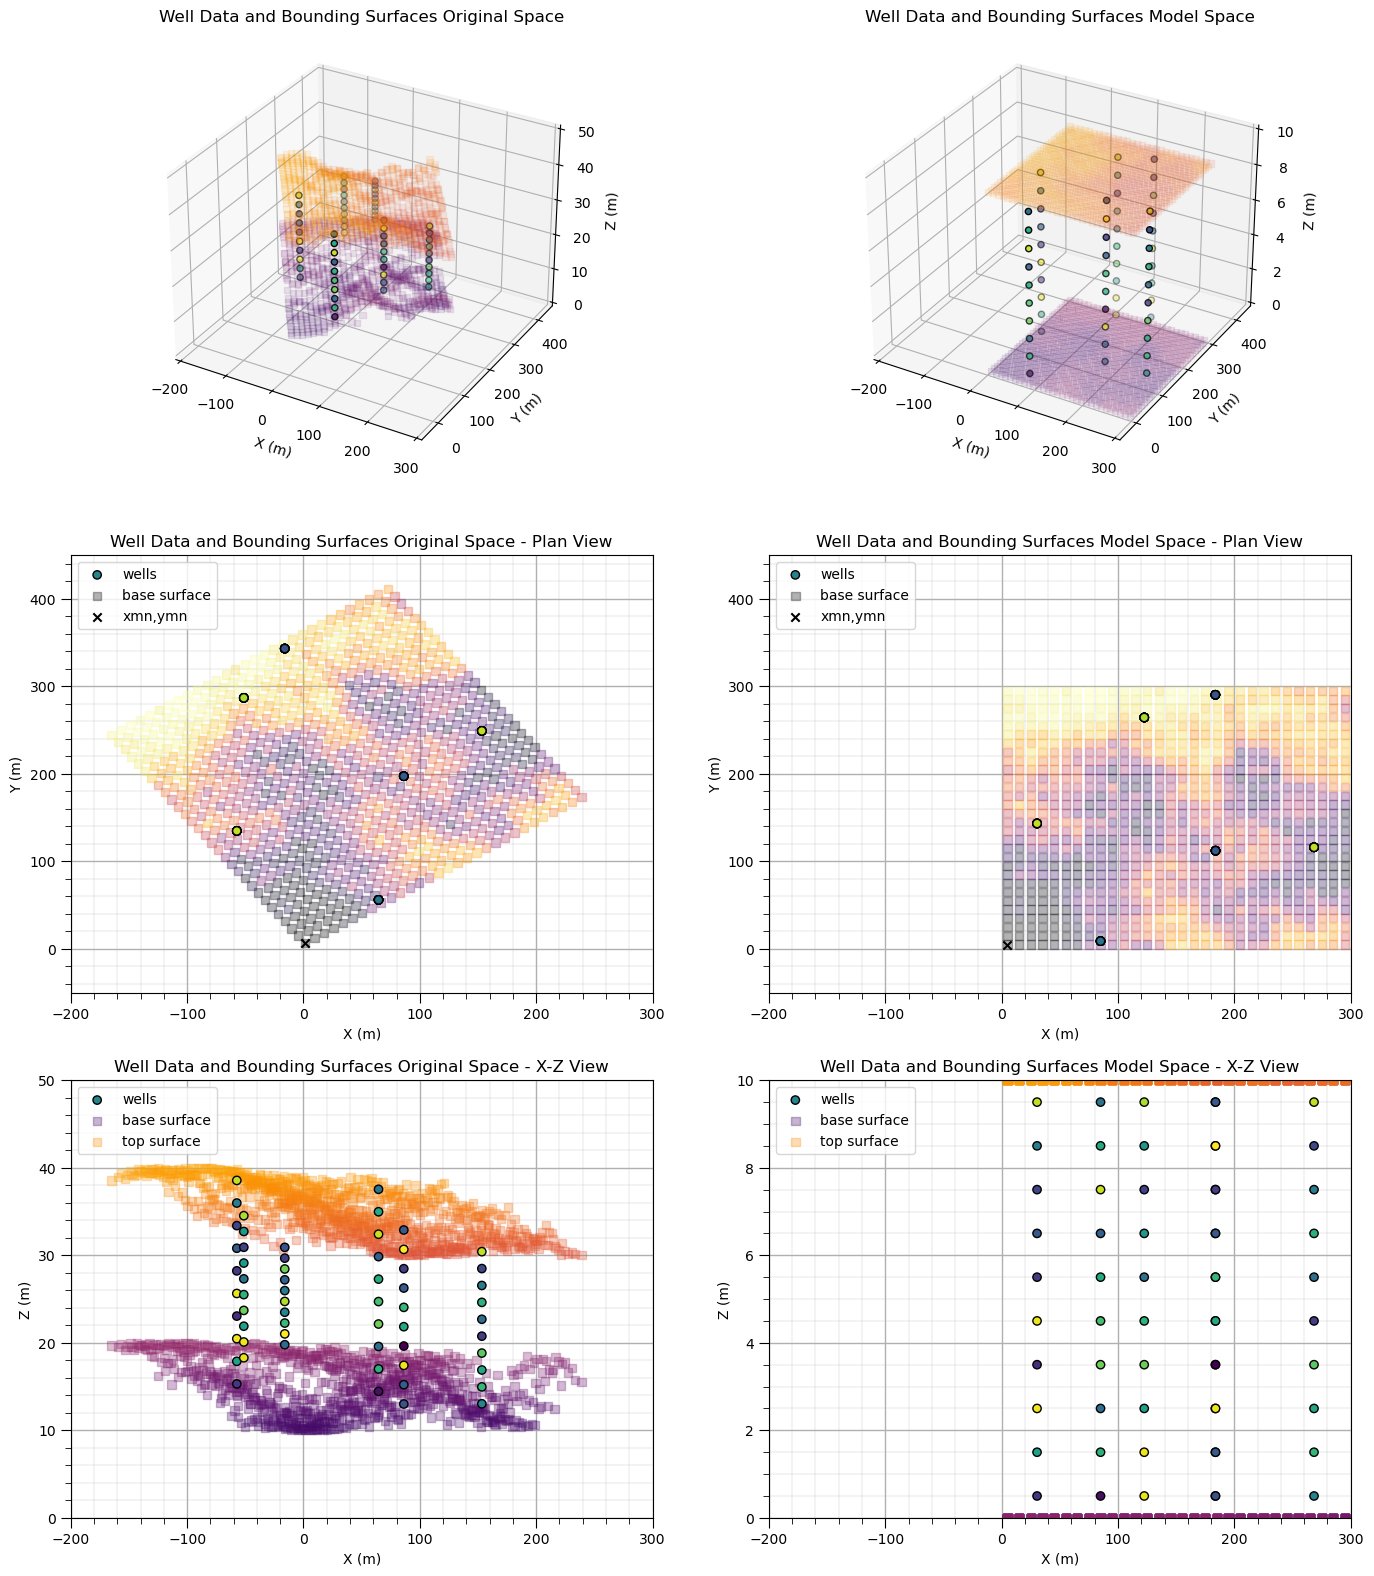 Well Data and Bounding Surfaces Original Space
50
40
30
20
10
0
Z (m)
400
300
200
100
0
Y (m)
−200
−100
0
100
200
300
X (m)
Well Data and Bounding Surfaces Model Space
10
8
6
4
2
0
Z (m)
400
300
200
100
0
Y (m)
−200
−100
0
100
200
300
X (m)
Well Data and Bounding Surfaces Original Space - Plan View
wells
base surface
xmn,ymn
400
300
200
100
0
Y (m)
−200 −100 0 100 200 300
X (m)
Well Data and Bounding Surfaces Model Space - Plan View
wells
base surface
xmn,ymn
400
300
200
100
0
Y (m)
−200 −100 0 100 200 300
X (m)
Well Data and Bounding Surfaces Original Space - X-Z View
wells
base surface
top surface
50
40
30
20
10
0
Z (m)
−200 −100 0 100 200 300
X (m)
Well Data and Bounding Surfaces Model Space - X-Z View
wells
base surface
top surface
10
8
6
4
2
0
Z (m)
−200 −100 0 100 200 300
X (m)